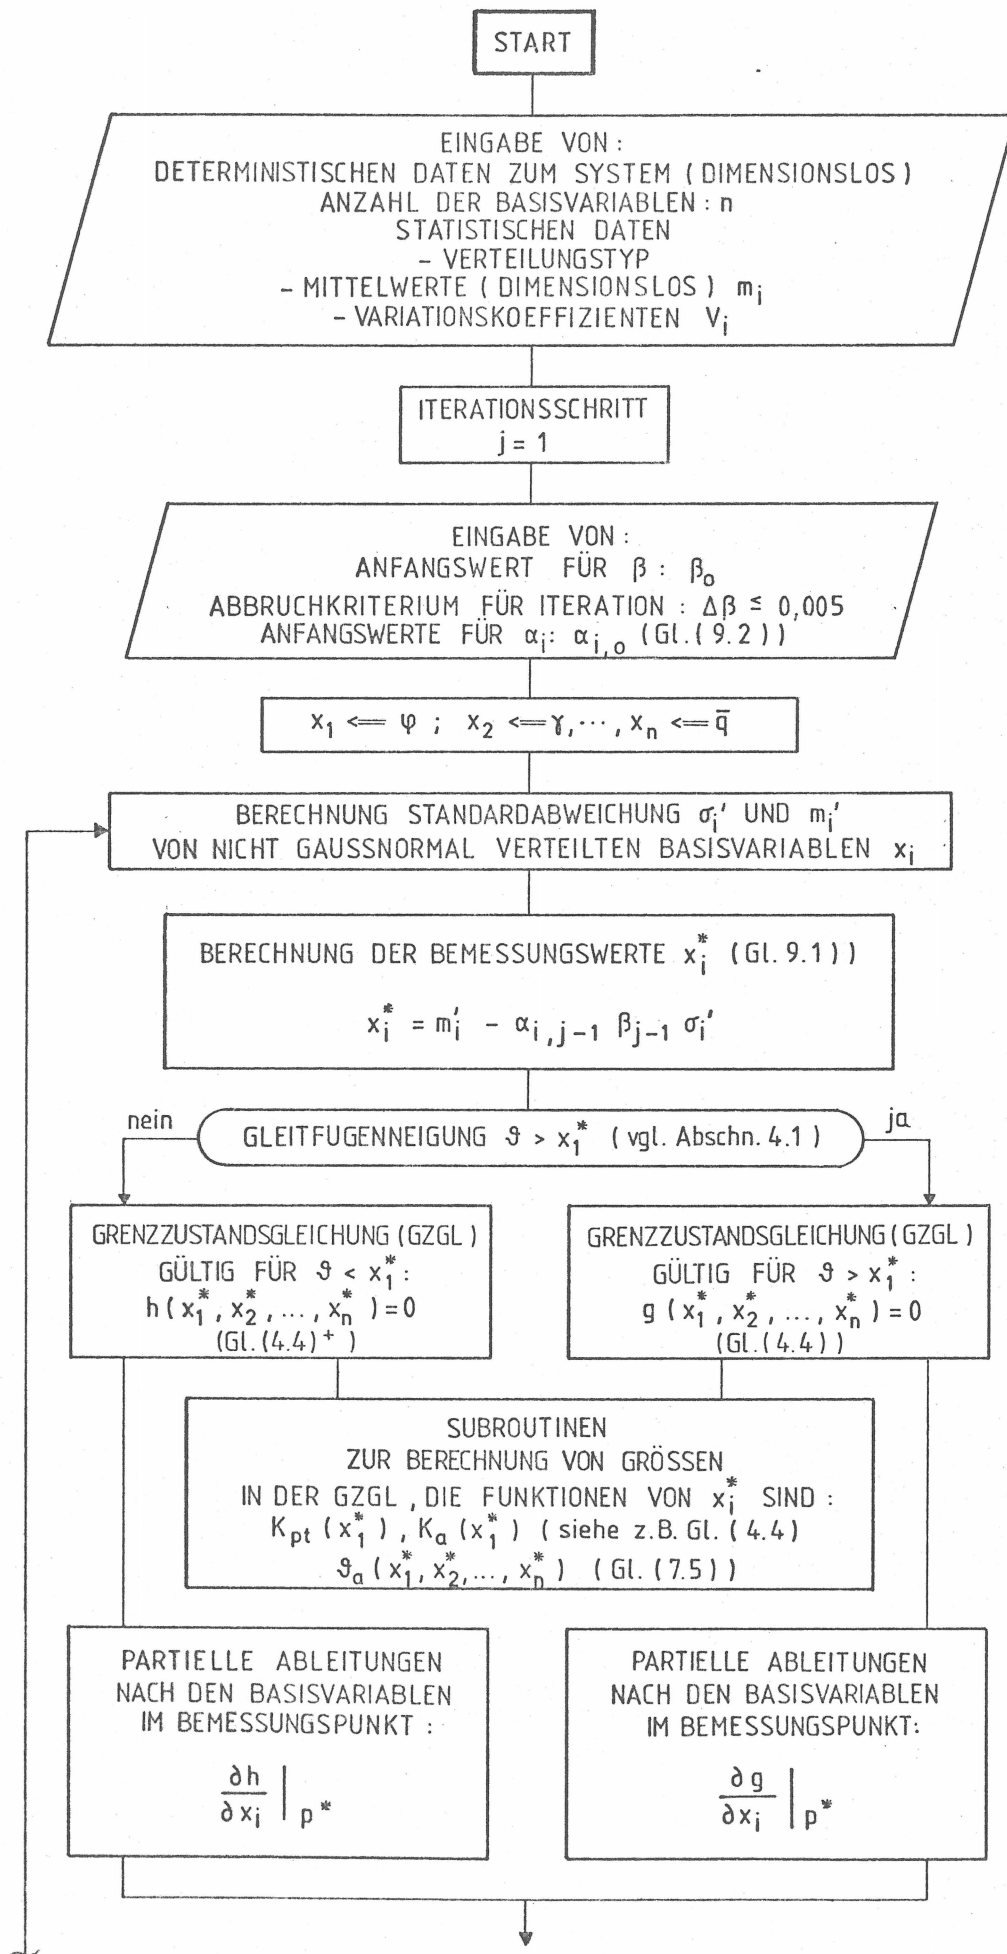 START
EINGABE VON :
DETERMINISTISCHEN DATEN ZUM SYSTEM ( DIMENSIONSLOS )
ANZAHL DER BASISVARIABLEN : n
STATISTISCHEN DATEN
- VERTEILUNGSTYP
- MITTELWERTE ( DIMENSIONSLOS ) mᵢ
- VARIATIONSKOEFFIZIENTEN Vᵢ
ITERATIONSSCHRITT
j = 1
EINGABE VON :
ANFANGSWERT FÜR β : β₀
ABBRUCHKRITERIUM FÜR ITERATION : Δβ ≤ 0,005
ANFANGSWERTE FÜR αᵢ: αᵢ,₀ (Gl.(9.2))
x₁ <== φ ; x₂ <== γ, ··· , xₙ <== q̄
BERECHNUNG STANDARDABWEICHUNG σᵢ' UND mᵢ'
VON NICHT GAUSSNORMAL VERTEILTEN BASISVARIABLEN xᵢ
BERECHNUNG DER BEMESSUNGSWERTE xᵢ* (Gl. 9.1))
xᵢ* = mᵢ' - αᵢ,ⱼ₋₁ βⱼ₋₁ σᵢ'
nein
ja
GLEITFUGENNEIGUNG ϑ > x₁* ( vgl. Abschn. 4.1 )
GRENZZUSTANDSGLEICHUNG (GZGL)
GÜLTIG FÜR ϑ < x₁* :
h(x₁*, x₂*, ..., xₙ*) = 0
(Gl.(4.4)⁺ )
GRENZZUSTANDSGLEICHUNG (GZGL)
GÜLTIG FÜR ϑ > x₁* :
g (x₁*, x₂*, ..., xₙ*) = 0
(Gl.(4.4))
SUBROUTINEN
ZUR BERECHNUNG VON GRÖSSEN
IN DER GZGL , DIE FUNKTIONEN VON xᵢ* SIND :
Kₚₜ (x₁*) , Kₐ (x₁*) ( siehe z.B. Gl. ( 4.4)
ϑₐ (x₁*, x₂*, ..., xₙ*) (Gl. (7.5))
PARTIELLE ABLEITUNGEN
NACH DEN BASISVARIABLEN
IM BEMESSUNGSPUNKT :
∂h
∂xᵢ | p*
PARTIELLE ABLEITUNGEN
NACH DEN BASISVARIABLEN
IM BEMESSUNGSPUNKT:
∂g
∂xᵢ | p*